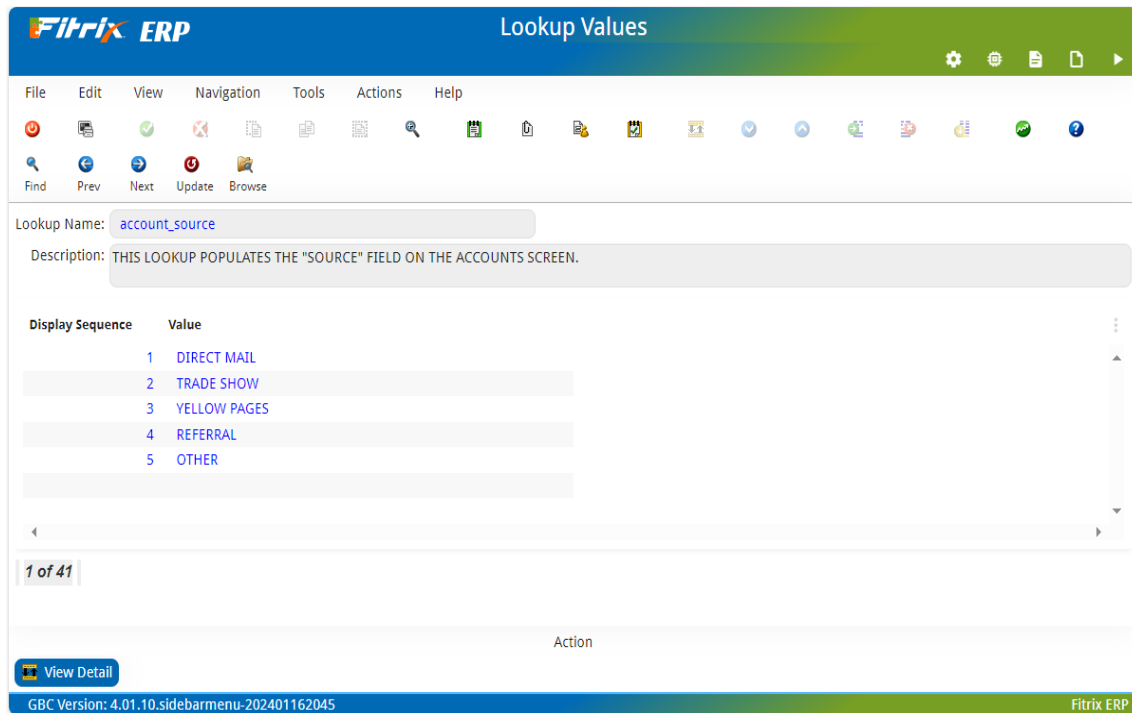 Fitrix ERP
Lookup Values
File Edit View Navigation Tools Actions Help
Find Prev Next Update Browse
Lookup Name: account_source
Description: THIS LOOKUP POPULATES THE "SOURCE" FIELD ON THE ACCOUNTS SCREEN.
Display Sequence Value
1 DIRECT MAIL
2 TRADE SHOW
3 YELLOW PAGES
4 REFERRAL
5 OTHER
1 of 41
Action
View Detail
GBC Version: 4.01.10.sidebarmenu-202401162045 Fitrix ERP